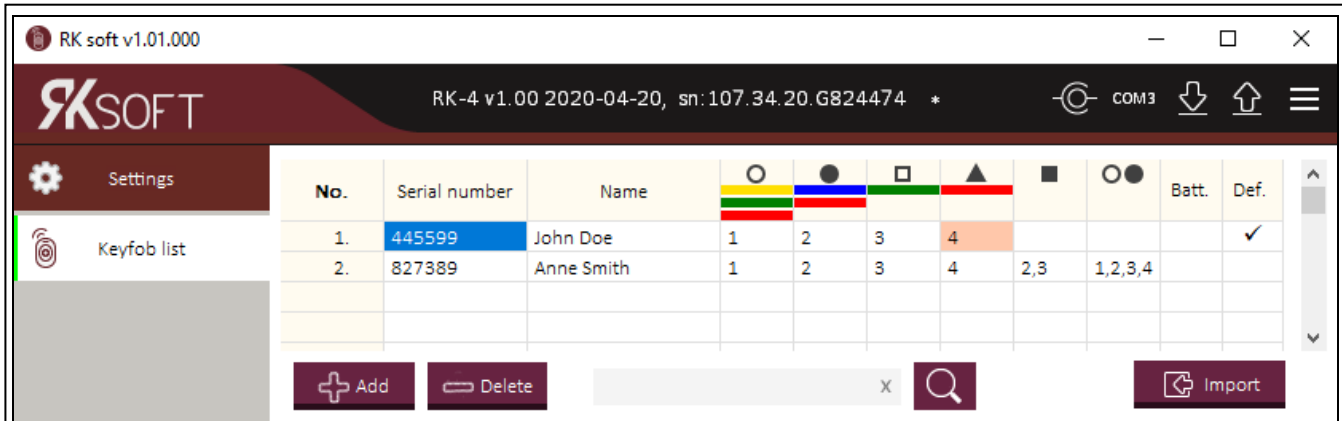 RK soft v1.01.000
RKSOFT RK-4 v1.00 2020-04-20, sn:107.34.20.G824474 * COM3
Settings
Keyfob list
No. Serial number Name Batt. Def.
1. 445599 John Doe 1 2 3 4 ✓
2. 827389 Anne Smith 1 2 3 4 2,3 1,2,3,4
Add Delete x Import